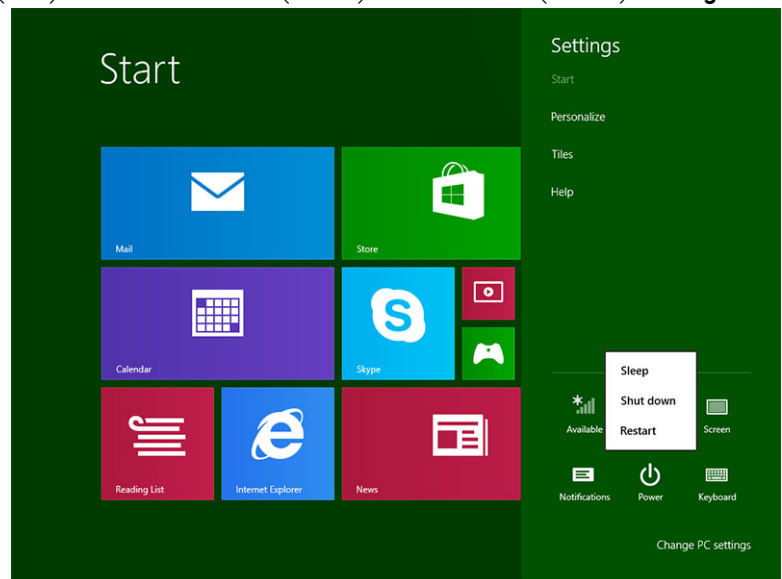 Start
Settings
Start
Personalize
Tiles
Help
Mail
Store
Calendar
Skype
Reading List
Internet Explorer
News
Sleep
Shut down
Restart
Available
Screen
Notifications
Power
Keyboard
Change PC settings